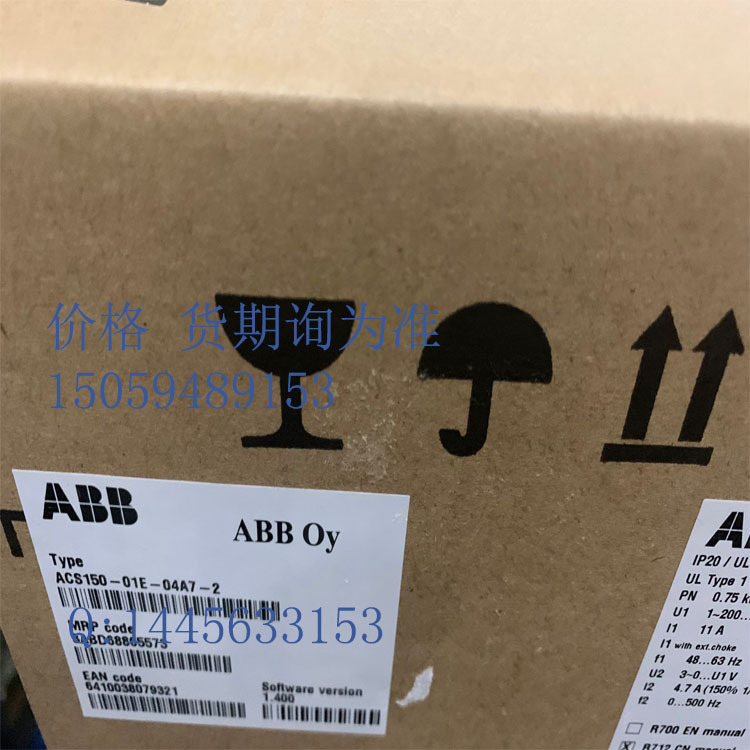 价格 货期询为准
15059489153
ABB
ABB Oy
Type
ACS150-01E-04A7-2
Q:1445633153
MRP code
EAN code
6410038079321
Software version
1.400
IP20 / UL
UL Type 1
PN 0.75
U1 1~200...
I1 11 A
I1 with ext.choke
f1 48...63 Hz
U2 3~0...U1 V
I2 4.7 A (150%
f2 0...500 Hz
R700 EN manual
R712 CN manual